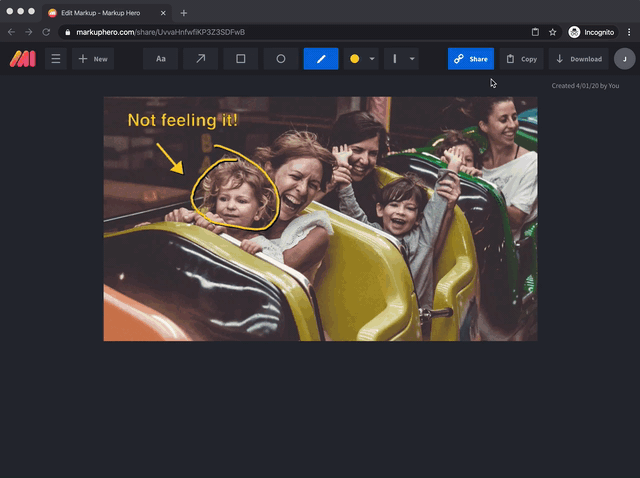 Edit Markup - Markup Hero
markuphero.com/share/UvvaHnfwfiKP3Z3SDFwB
Incognito
New
Aa
Share
Copy
Download
J
Created 4/01/20 by You
Not feeling it!